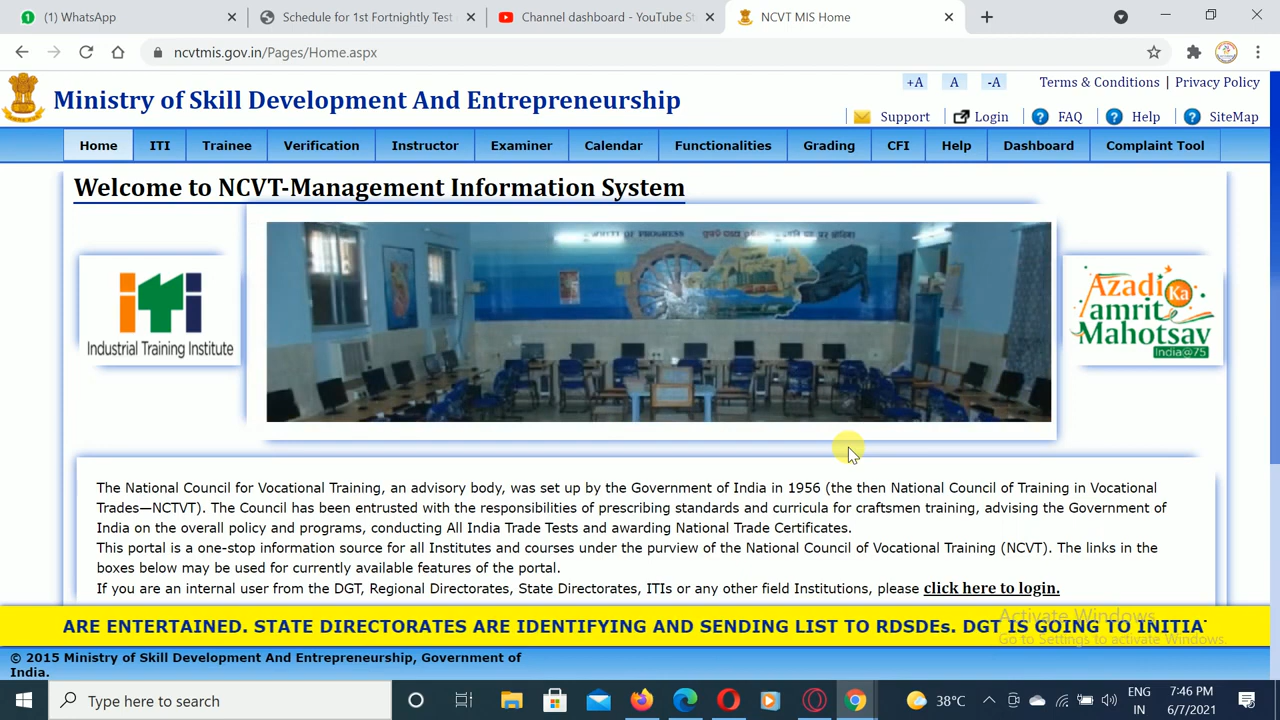 (1) WhatsApp
Schedule for 1st Fortnightly Test
Channel dashboard - YouTube St
NCVT MIS Home
ncvtmis.gov.in/Pages/Home.aspx
+A A -A Terms & Conditions | Privacy Policy
Ministry of Skill Development And Entrepreneurship
Support Login FAQ Help SiteMap
Home ITI Trainee Verification Instructor Examiner Calendar Functionalities Grading CFI Help Dashboard Complaint Tool
Welcome to NCVT-Management Information System
OF PROGRESS
iti
Industrial Training Institute
Azadi
Ka
amrit
Mahotsav
India@75
The National Council for Vocational Training, an advisory body, was set up by the Government of India in 1956 (the then National Council of Training in Vocational
Trades—NCTVT). The Council has been entrusted with the responsibilities of prescribing standards and curricula for craftsmen training, advising the Government of
India on the overall policy and programs, conducting All India Trade Tests and awarding National Trade Certificates.
This portal is a one-stop information source for all Institutes and courses under the purview of the National Council of Vocational Training (NCVT). The links in the
boxes below may be used for currently available features of the portal.
If you are an internal user from the DGT, Regional Directorates, State Directorates, ITIs or any other field Institutions, please click here to login.
ARE ENTERTAINED. STATE DIRECTORATES ARE IDENTIFYING AND SENDING LIST TO RDSDEs. DGT IS GOING TO INITIA
Activate Windows
Go to Settings to activate Windows.
© 2015 Ministry of Skill Development And Entrepreneurship, Government of
India.
Type here to search
38°C
ENG
IN
7:46 PM
6/7/2021